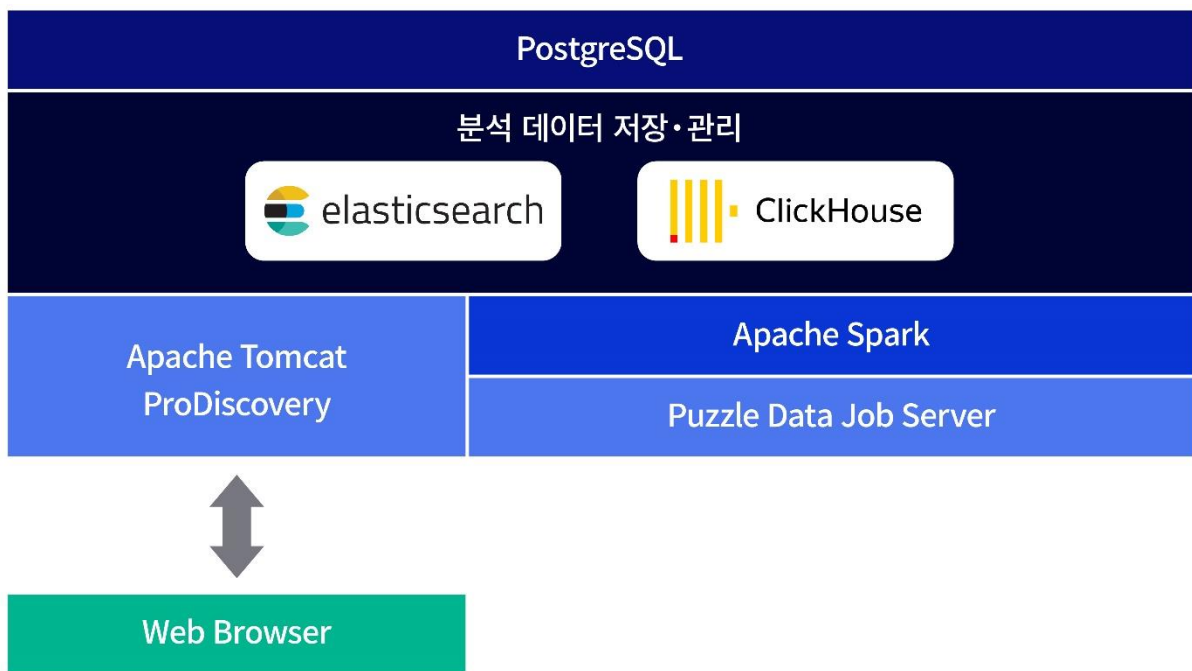 PostgreSQL
분석 데이터 저장·관리
elasticsearch
ClickHouse
Apache Tomcat
ProDiscovery
Apache Spark
Puzzle Data Job Server
Web Browser